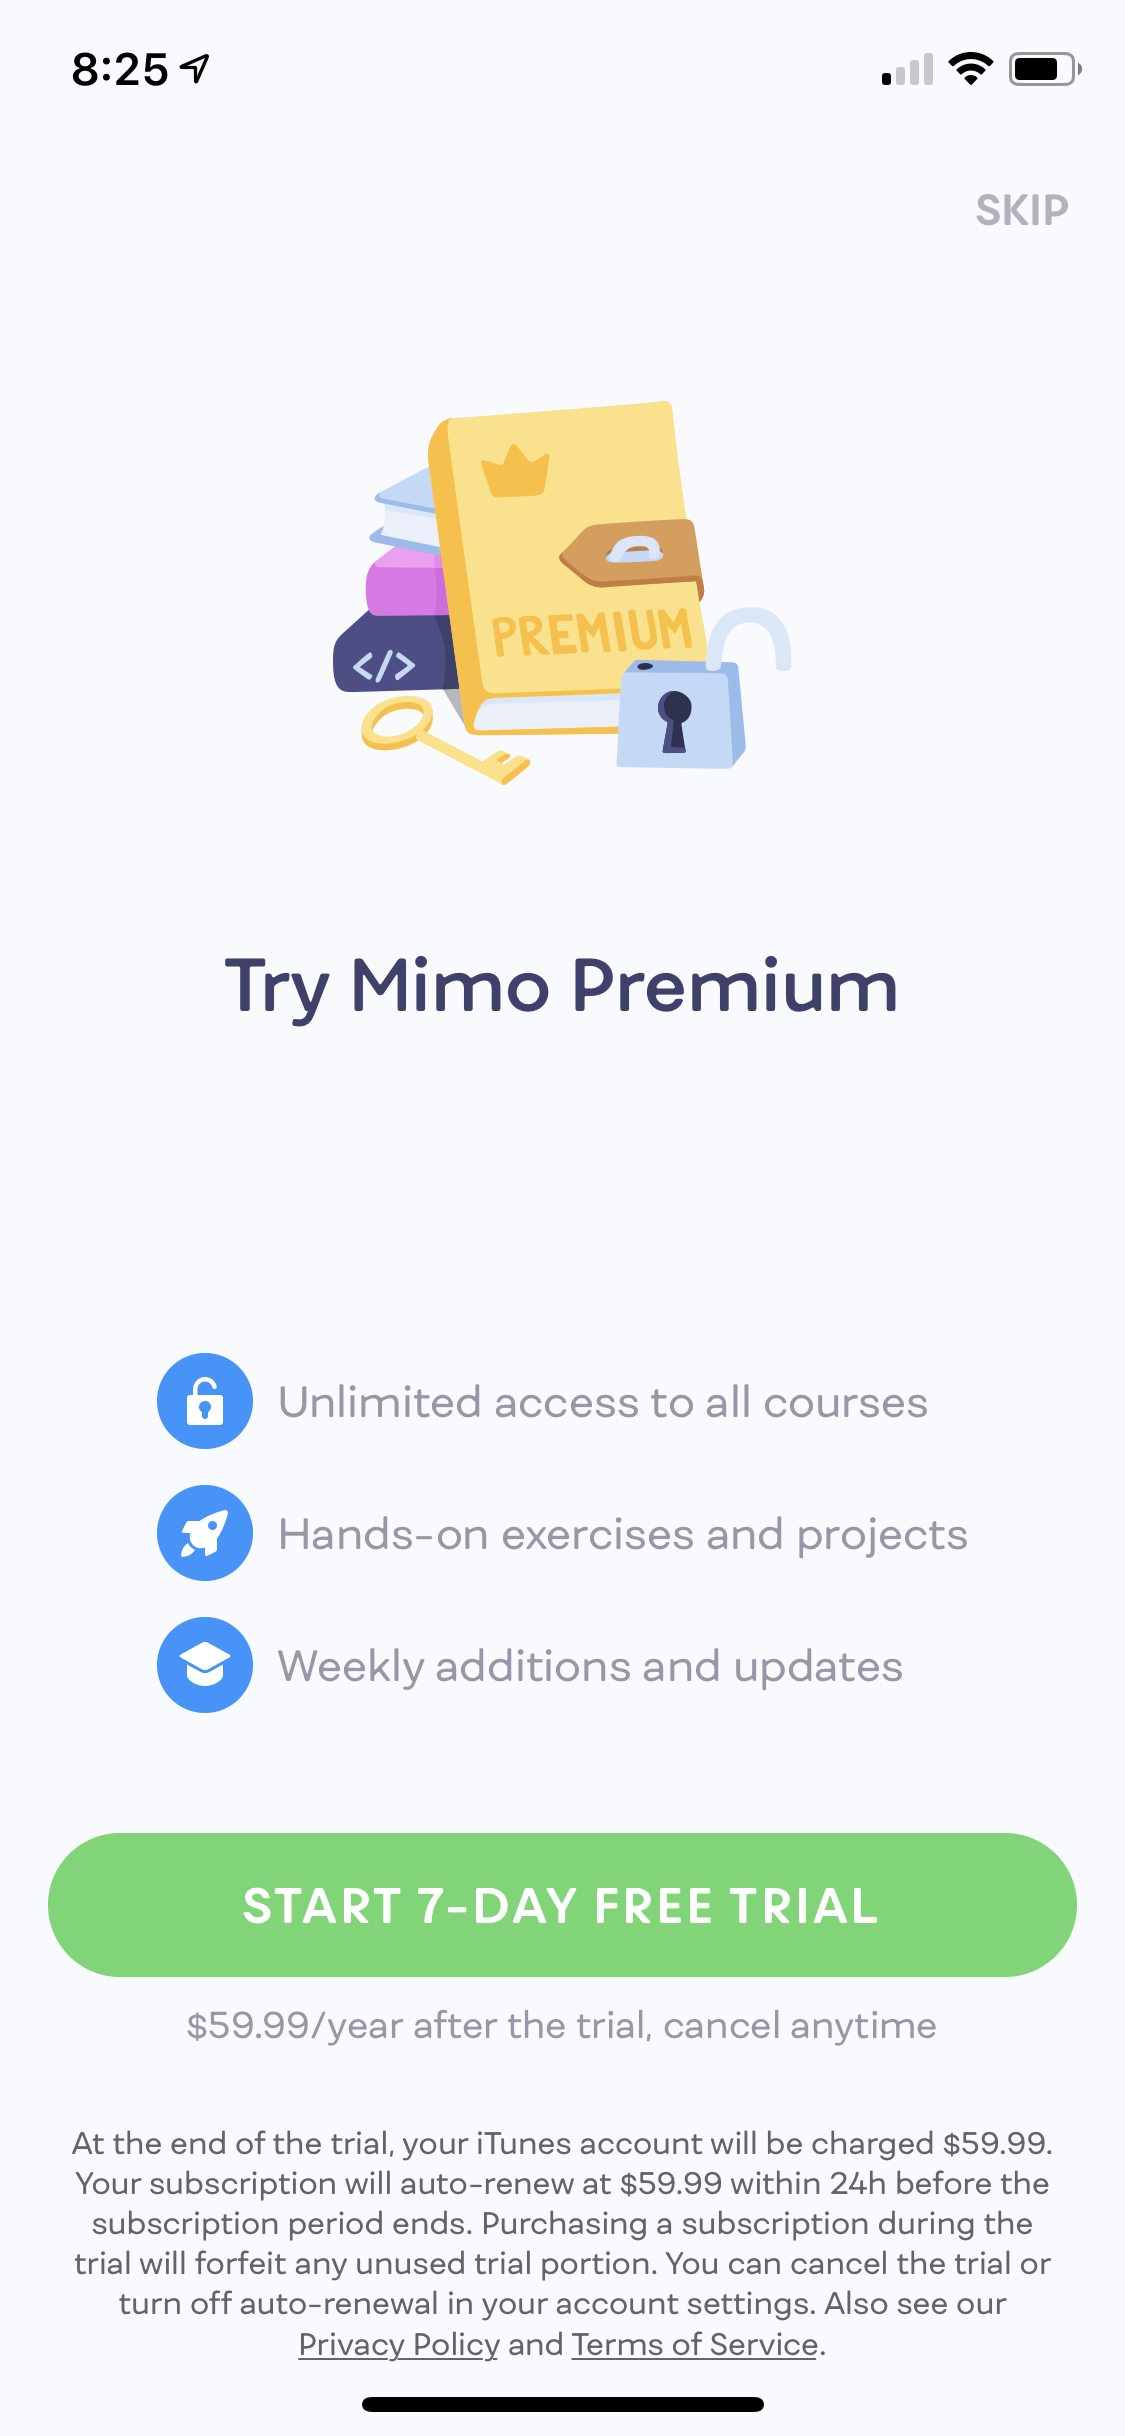 8:25
SKIP
</>
PREMIUM
Try Mimo Premium
Unlimited access to all courses
Hands-on exercises and projects
Weekly additions and updates
START 7-DAY FREE TRIAL
$59.99/year after the trial, cancel anytime
At the end of the trial, your iTunes account will be charged $59.99.
Your subscription will auto-renew at $59.99 within 24h before the
subscription period ends. Purchasing a subscription during the
trial will forfeit any unused trial portion. You can cancel the trial or
turn off auto-renewal in your account settings. Also see our
Privacy Policy and Terms of Service.